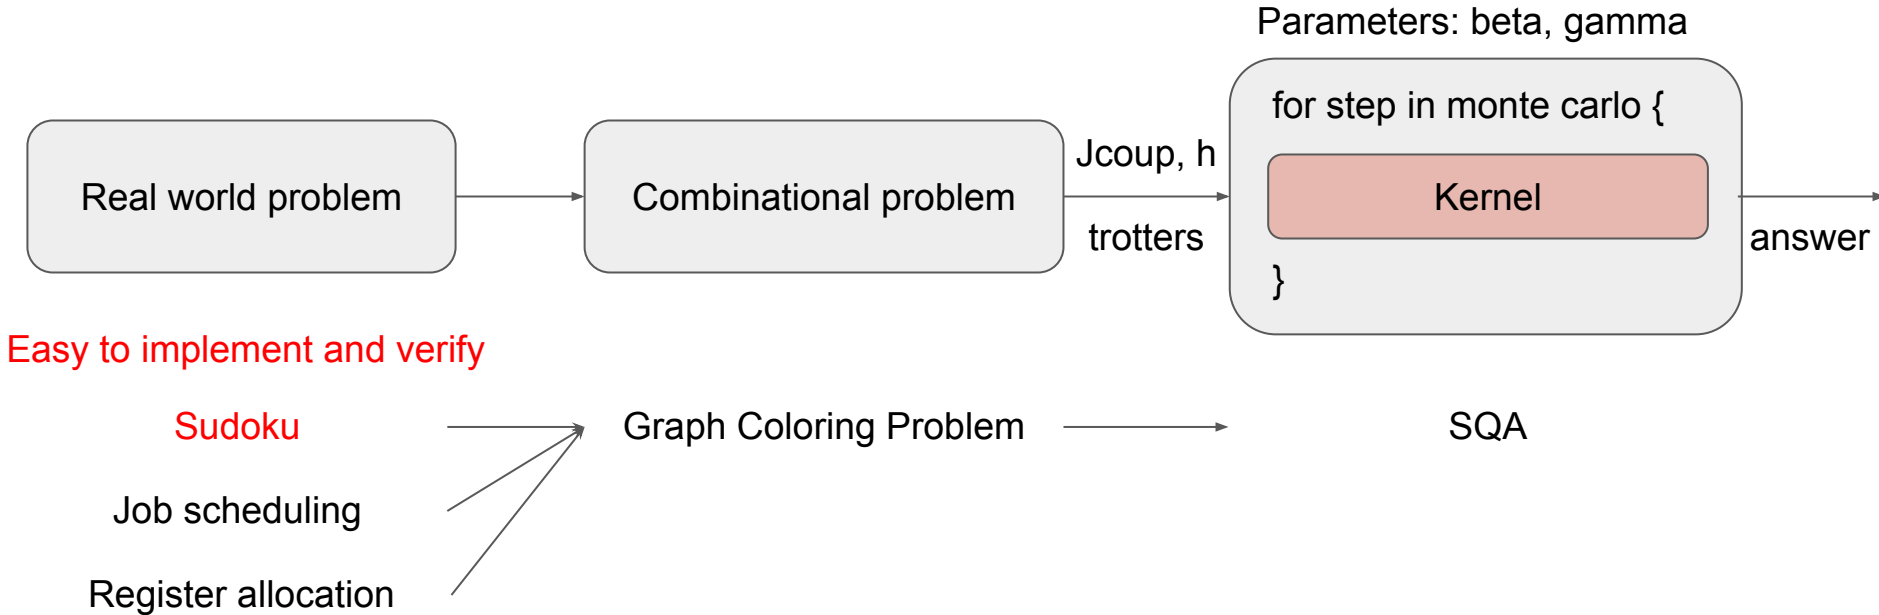 Parameters: beta, gamma
for step in monte carlo {
Real world problem
Combinational problem
Jcoup, h
trotters
Kernel
}
answer
Easy to implement and verify
Sudoku
Graph Coloring Problem
SQA
Job scheduling
Register allocation